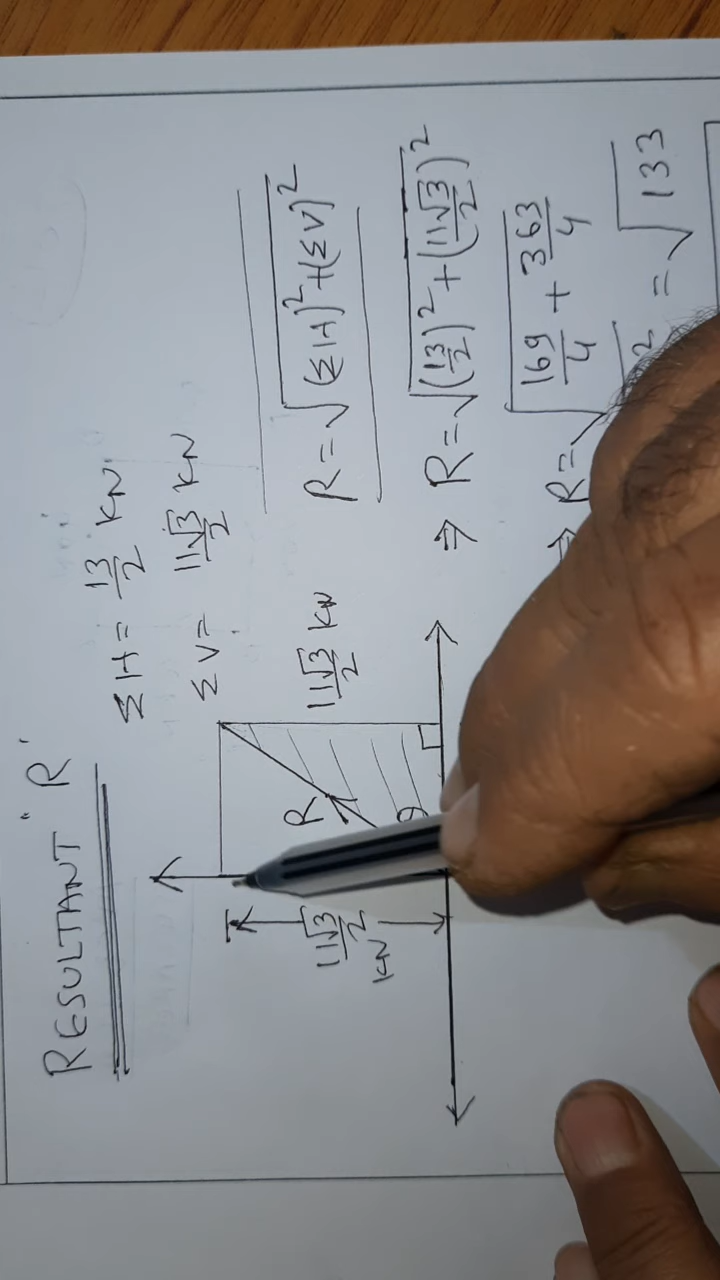 RESULTANT "R"
ΣH = 13/2 KN
ΣV = 11√3/2 KN
R = √(ΣH)²+(ΣV)²
⇒ R = √(13/2)²+(11√3/2)²
⇒ R = √169/4 + 363/4
= √133
11√3/2 KN
R
θ
11√3/2
KN